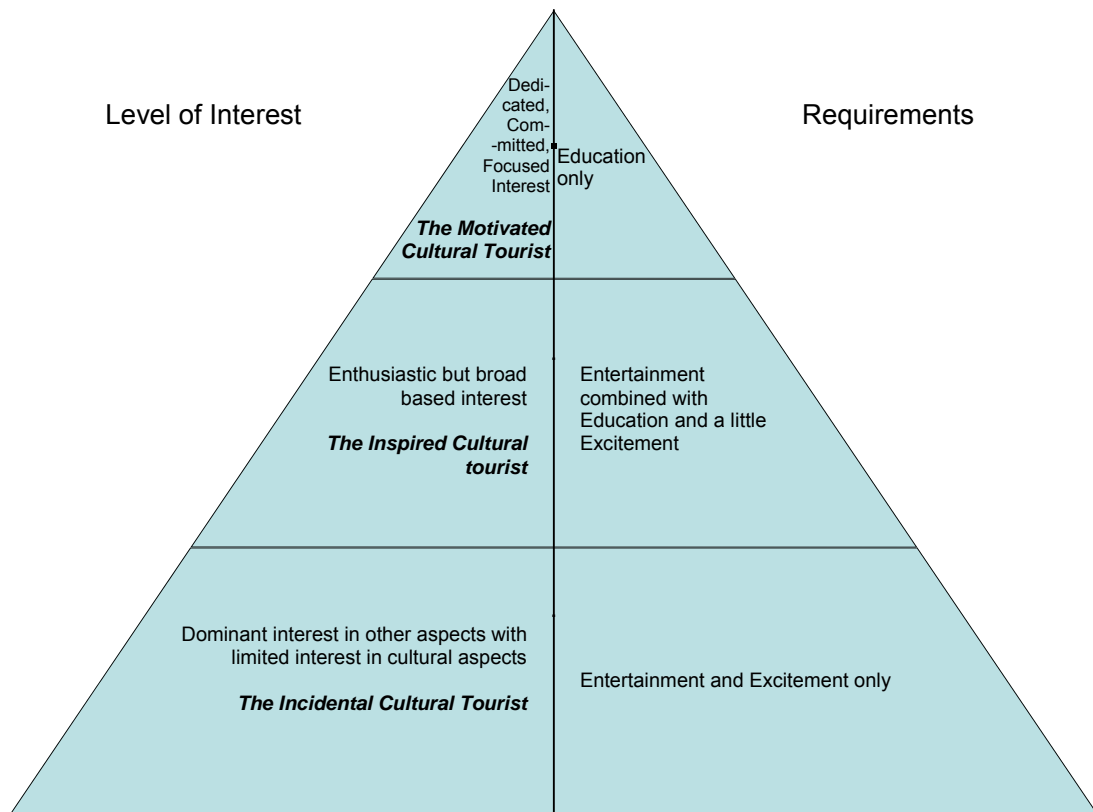 Level of Interest
Requirements
Dedi-
cated,
Com-
-mitted,
Focused
Interest
The Motivated
Cultural Tourist
Education
only
Enthusiastic but broad
based interest
The Inspired Cultural
tourist
Entertainment
combined with
Education and a little
Excitement
Dominant interest in other aspects with
limited interest in cultural aspects
The Incidental Cultural Tourist
Entertainment and Excitement only